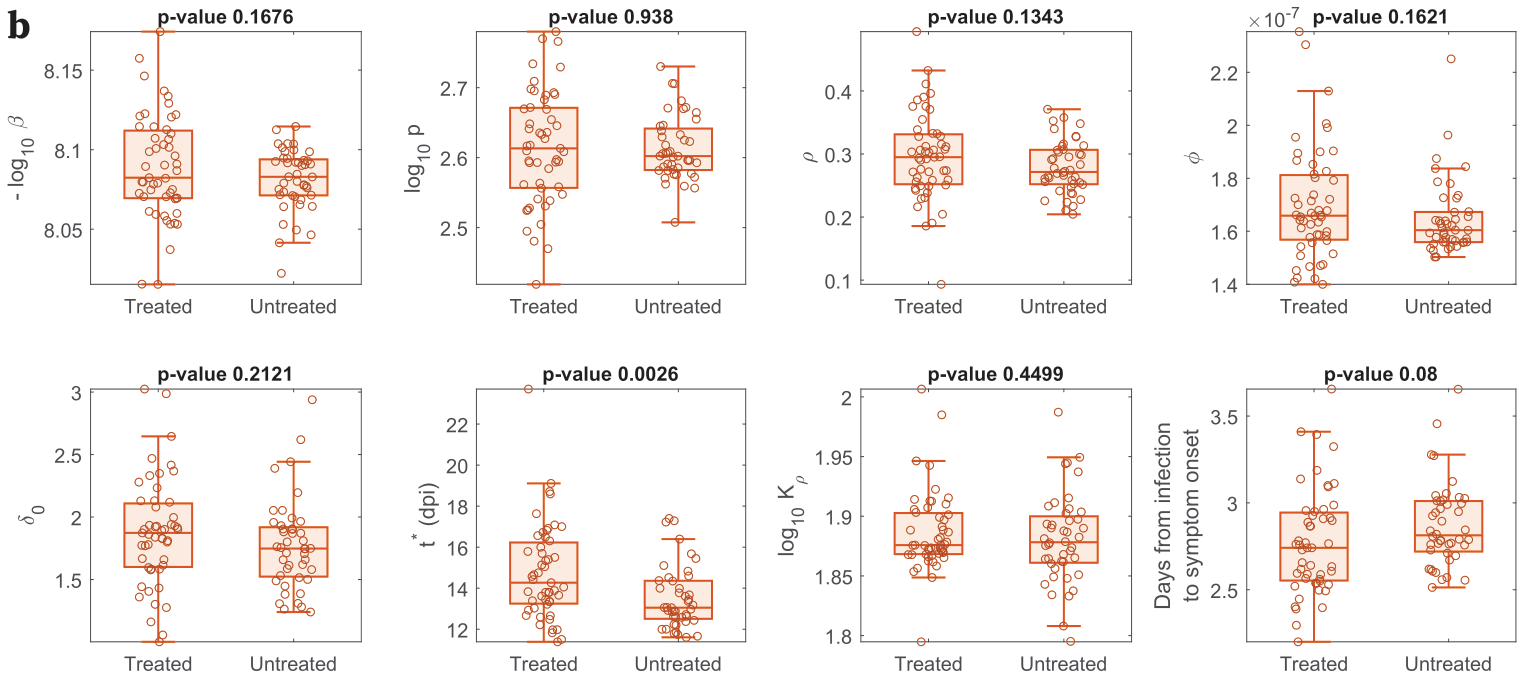 b
p-value 0.1676
- log10 β
8.15
8.1
8.05
Treated
Untreated
p-value 0.938
log10 p
2.7
2.6
2.5
Treated
Untreated
p-value 0.1343
ρ
0.4
0.3
0.2
0.1
Treated
Untreated
p-value 0.1621
×10-7
ϕ
2.2
2
1.8
1.6
1.4
Treated
Untreated
p-value 0.2121
δ0
3
2.5
2
1.5
Treated
Untreated
p-value 0.0026
t* (dpi)
22
20
18
16
14
12
Treated
Untreated
p-value 0.4499
log10 Kρ
2
1.95
1.9
1.85
1.8
Treated
Untreated
p-value 0.08
Days from infection
to symptom onset
3.5
3
2.5
Treated
Untreated